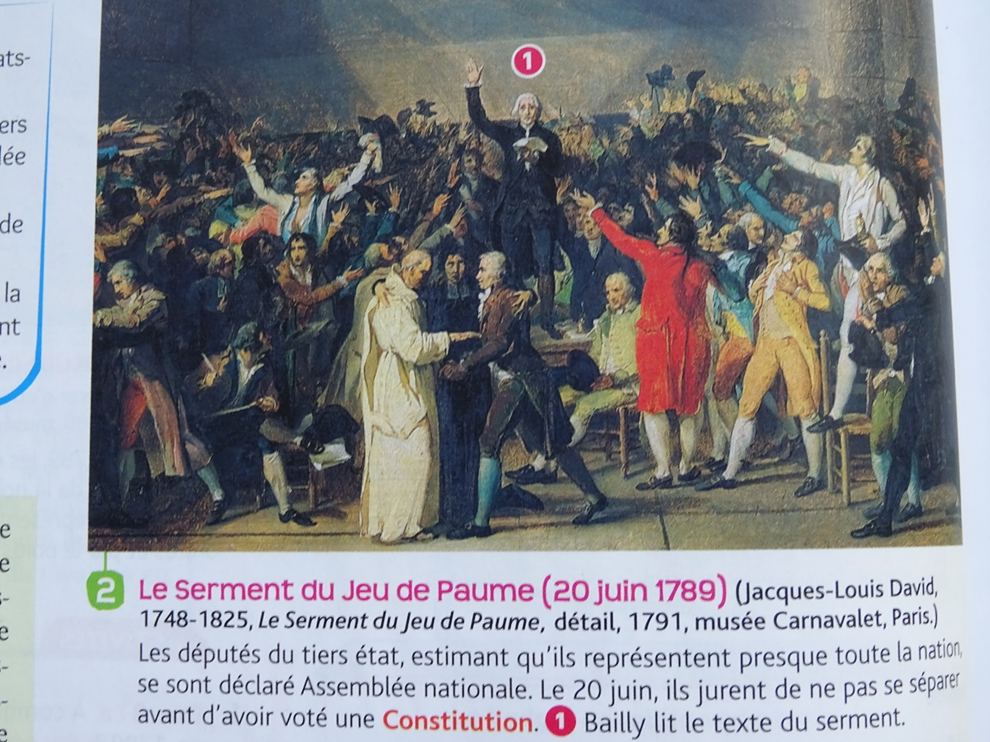 ats-
ers
lée
de
la
nt
e.
1
2 Le Serment du Jeu de Paume (20 juin 1789) (Jacques-Louis David,
1748-1825, Le Serment du Jeu de Paume, détail, 1791, musée Carnavalet, Paris.)
Les députés du tiers état, estimant qu'ils représentent presque toute la nation,
se sont déclaré Assemblée nationale. Le 20 juin, ils jurent de ne pas se séparer
avant d'avoir voté une Constitution. 1 Bailly lit le texte du serment.